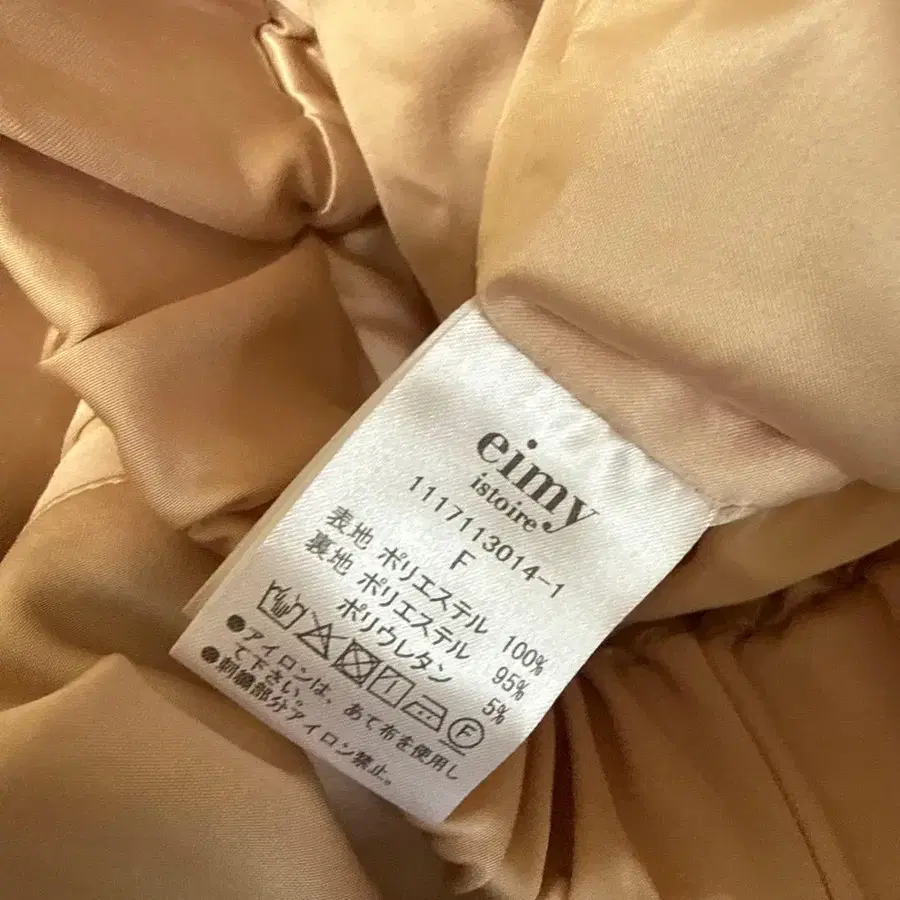 eimy
istoire
1117113014-1
F
表地 ポリエステル 100%
裏地 ポリエステル 95%
ポリウレタン 5%
F
●アイロンは、あて布を使用し
て下さい。
●刺繍部分アイロン禁止。